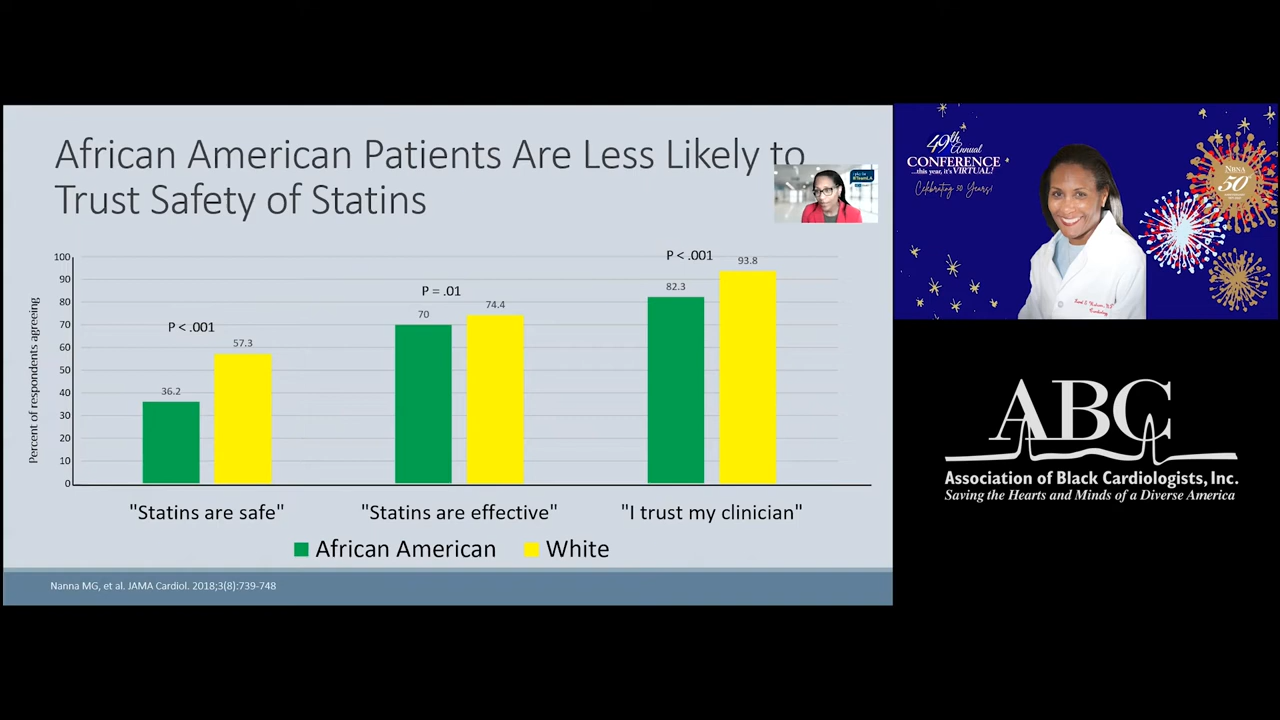 African American Patients Are Less Likely to
Trust Safety of Statins
Percent of respondents agreeing
100
90
80
70
60
50
40
30
20
10
0
P < .001
36.2
57.3
P = .01
70
74.4
P < .001
82.3
93.8
"Statins are safe"
"Statins are effective"
"I trust my clinician"
African American
White
Nanna MG, et al. JAMA Cardiol. 2018;3(8):739-748
49th Annual
CONFERENCE
...this year, it's VIRTUAL!
Celebrating 50 Years!
NBNA
50
ABC
Association of Black Cardiologists, Inc.
Saving the Hearts and Minds of a Diverse America